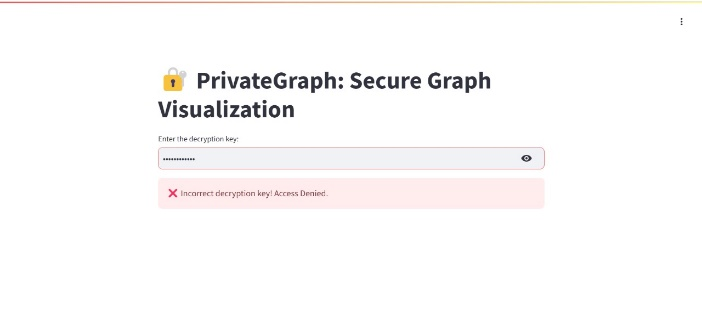 🔐 PrivateGraph: Secure Graph
Visualization
Enter the decryption key:
••••••••••••
❌ Incorrect decryption key! Access Denied.